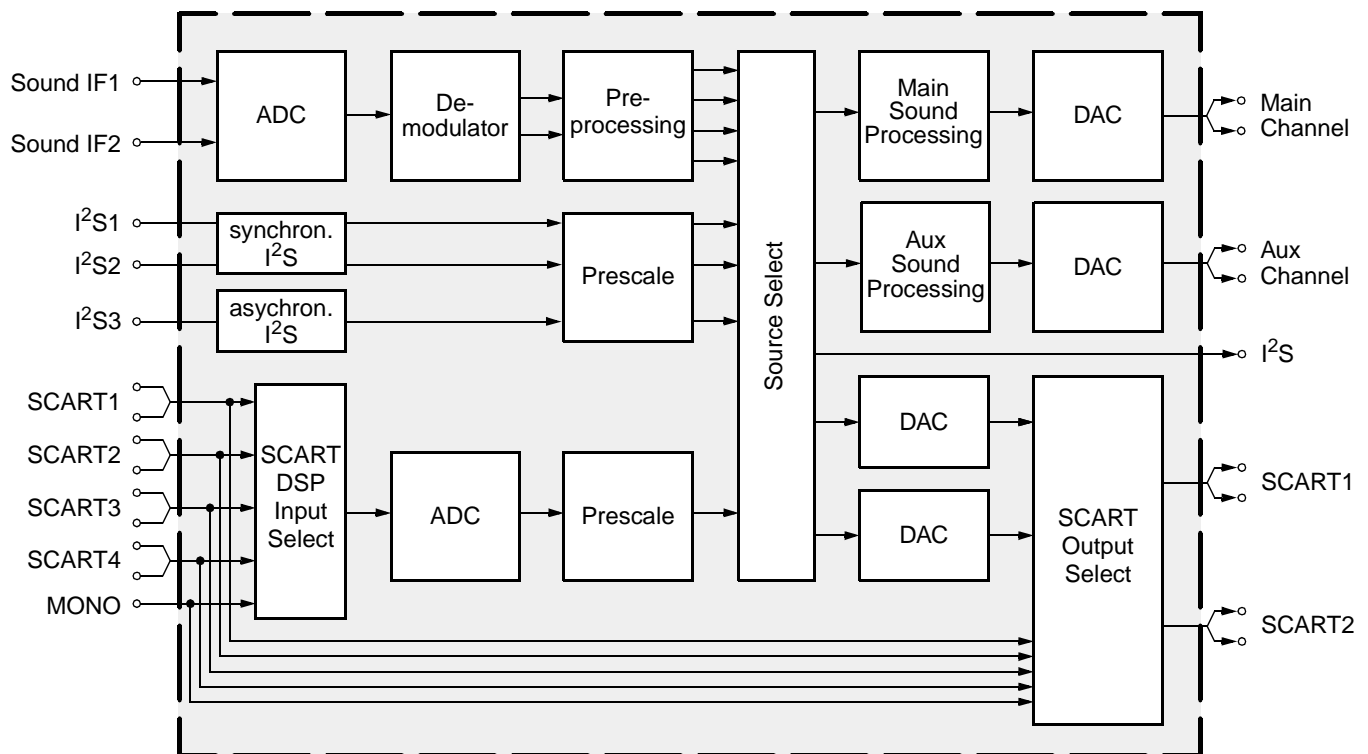 Sound IF1
Sound IF2
ADC
De-
modulator
Pre-
processing
Main
Sound
Processing
DAC
Main
Channel
I²S1
I²S2
I²S3
synchron.
I²S
asychron.
I²S
Prescale
Source Select
Aux
Sound
Processing
DAC
Aux
Channel
I²S
SCART1
SCART2
SCART3
SCART4
MONO
SCART
DSP
Input
Select
ADC
Prescale
DAC
DAC
SCART
Output
Select
SCART1
SCART2